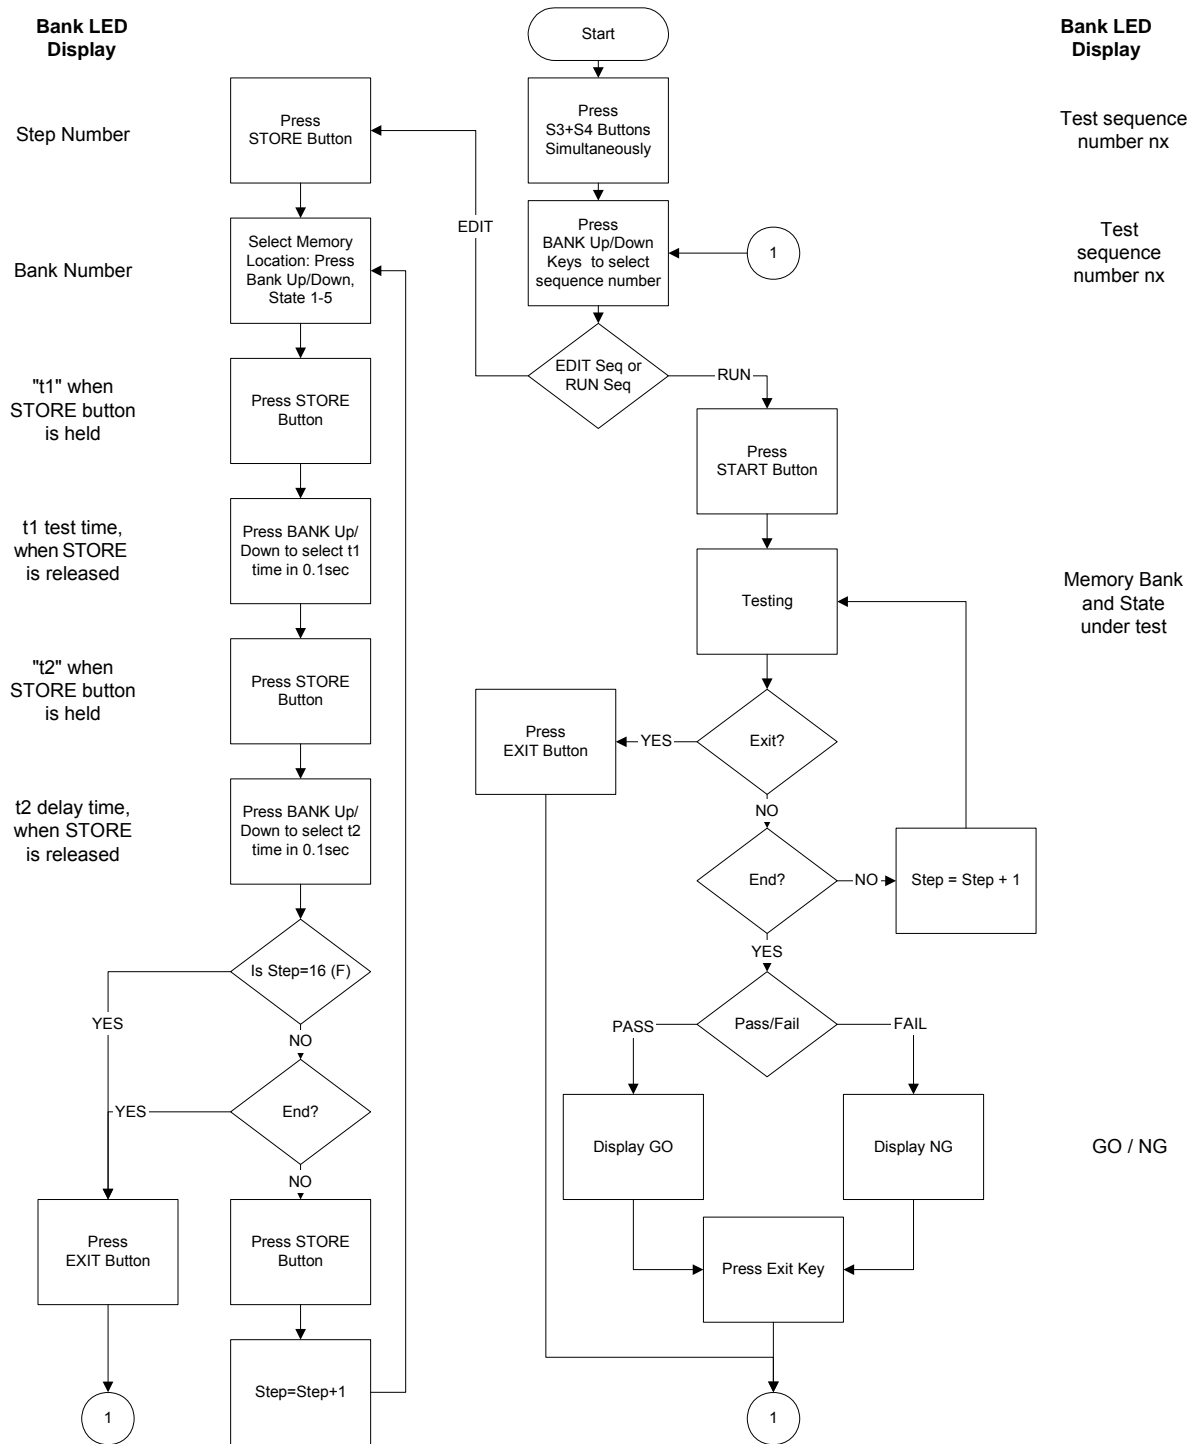 Bank LED
Display
Start
Bank LED
Display
Step Number
Press
STORE Button
Press
S3+S4 Buttons
Simultaneously
Test sequence
number nx
EDIT
Bank Number
Select Memory
Location: Press
Bank Up/Down,
State 1-5
Press
BANK Up/Down
Keys to select
sequence number
1
Test
sequence
number nx
"t1" when
STORE button
is held
Press STORE
Button
EDIT Seq or
RUN Seq
RUN
Press
START Button
t1 test time,
when STORE
is released
Press BANK Up/
Down to select t1
time in 0.1sec
Testing
Memory Bank
and State
under test
"t2" when
STORE button
is held
Press STORE
Button
Press
EXIT Button
YES
Exit?
NO
t2 delay time,
when STORE
is released
Press BANK Up/
Down to select t2
time in 0.1sec
End?
NO
Step = Step + 1
YES
Is Step=16 (F)
YES
NO
PASS
Pass/Fail
FAIL
YES
End?
NO
Display GO
Display NG
GO / NG
Press
EXIT Button
Press STORE
Button
Press Exit Key
1
Step=Step+1
1